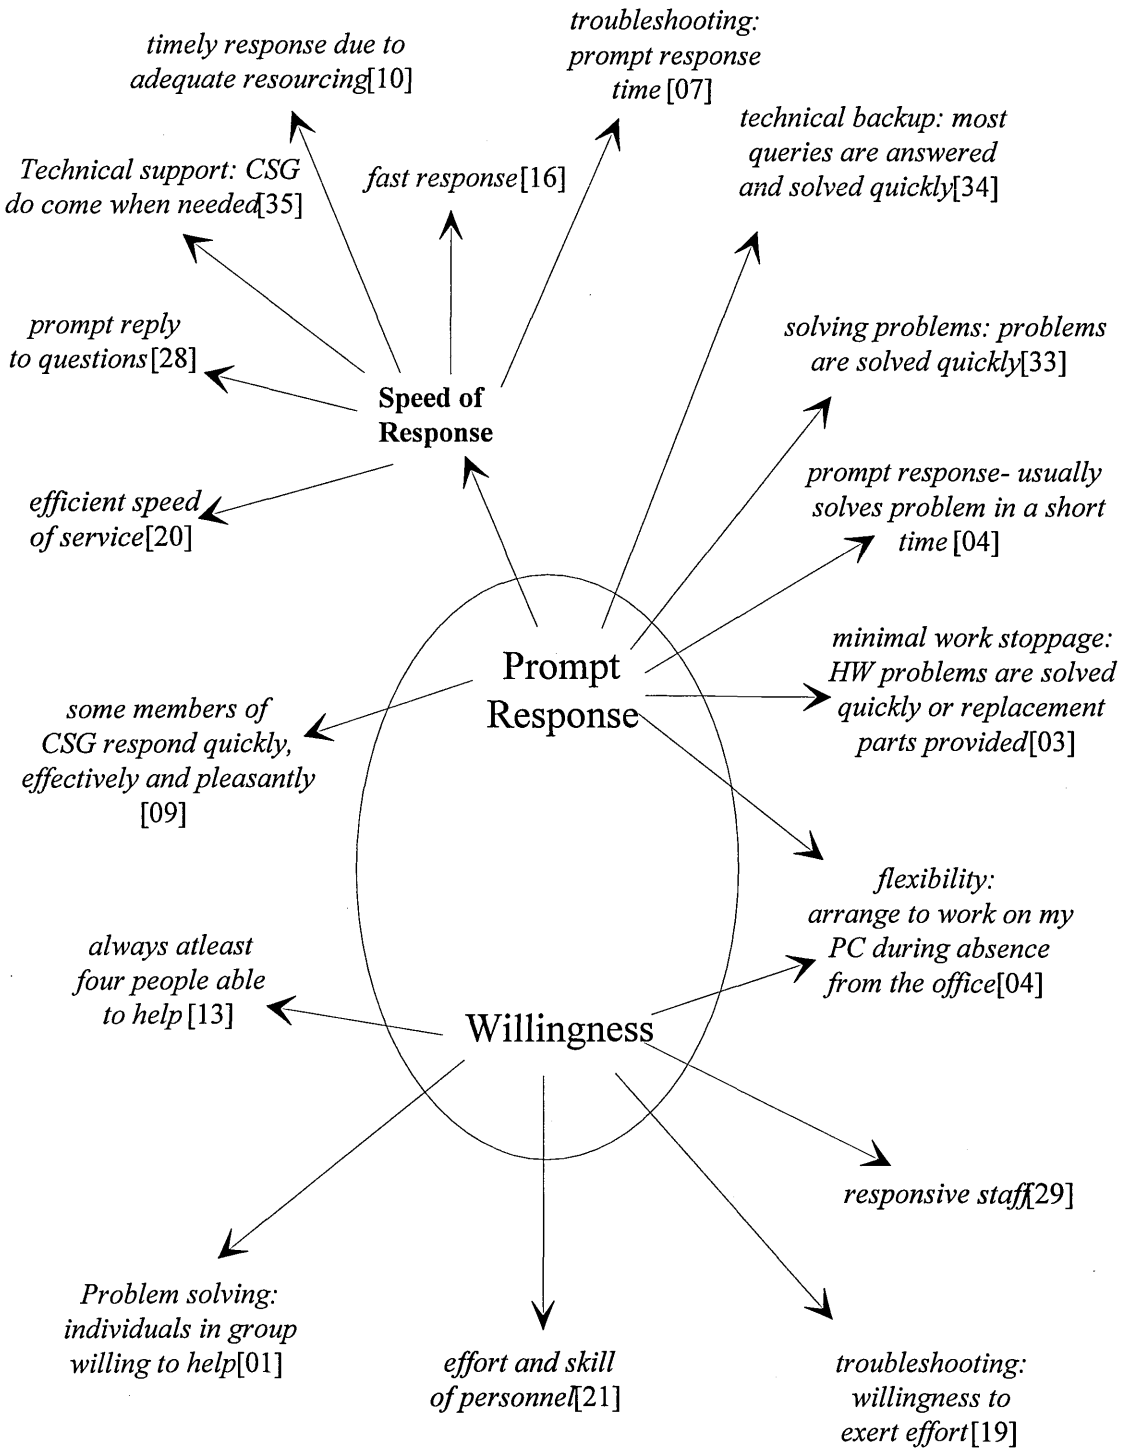 timely response due to
adequate resourcing[10]
troubleshooting:
prompt response
time [07]
technical backup: most
queries are answered
and solved quickly[34]
Technical support: CSG
do come when needed[35]
fast response[16]
prompt reply
to questions[28]
solving problems: problems
are solved quickly[33]
Speed of
Response
efficient speed
of service[20]
prompt response- usually
solves problem in a short
time [04]
Prompt
Response
minimal work stoppage:
HW problems are solved
quickly or replacement
parts provided[03]
some members of
CSG respond quickly,
effectively and pleasantly
[09]
flexibility:
arrange to work on my
PC during absence
from the office[04]
always atleast
four people able
to help [13]
Willingness
responsive staff[29]
Problem solving:
individuals in group
willing to help[01]
effort and skill
of personnel[21]
troubleshooting:
willingness to
exert effort[19]